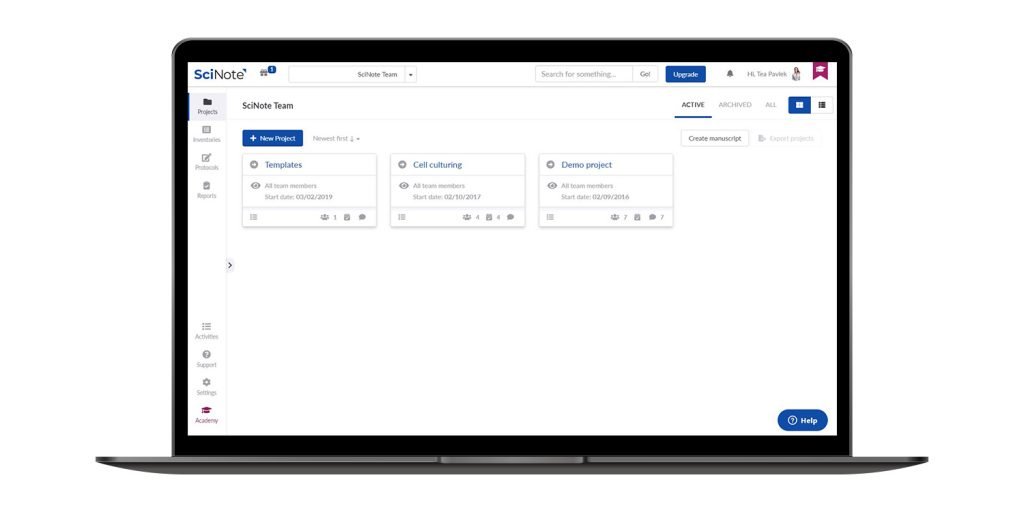 SciNote
1
SciNote Team
Search for something...
Go!
Upgrade
Hi, Tea Pavlek
Projects
Inventories
Protocols
Reports
Activities
Support
Settings
Academy
SciNote Team
ACTIVE
ARCHIVED
ALL
+ New Project
Newest first
Create manuscript
Export projects
Templates
All team members
Start date: 03/02/2019
1
Cell culturing
All team members
Start date: 02/10/2017
4 4
Demo project
All team members
Start date: 02/09/2016
7 7
? Help